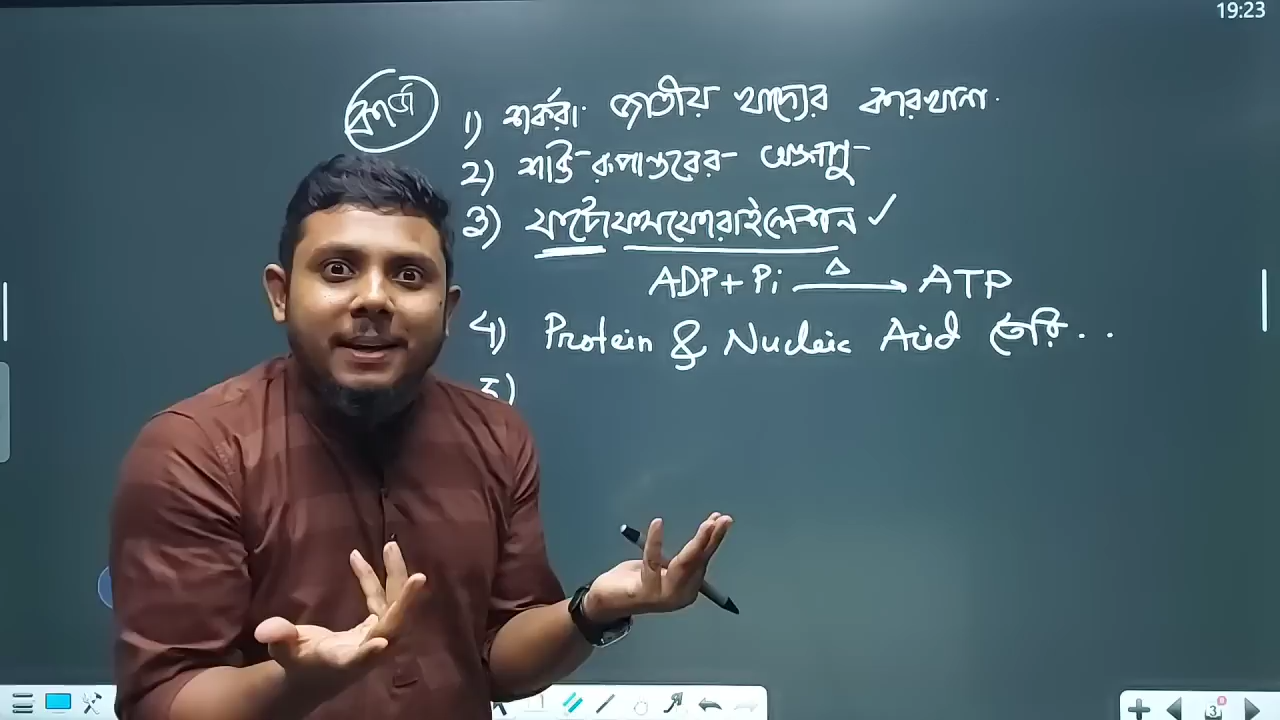 19:23
কাজ
1) শর্করা জাতীয় খাদ্যের কারখানা.
2) শক্তি রূপান্তরের অঙ্গাণু
3) ফটোফসফোরাইলেশন ✓
ADP + Pi Δ → ATP
4) Protein & Nucleic Acid তৈরি..
5)
3